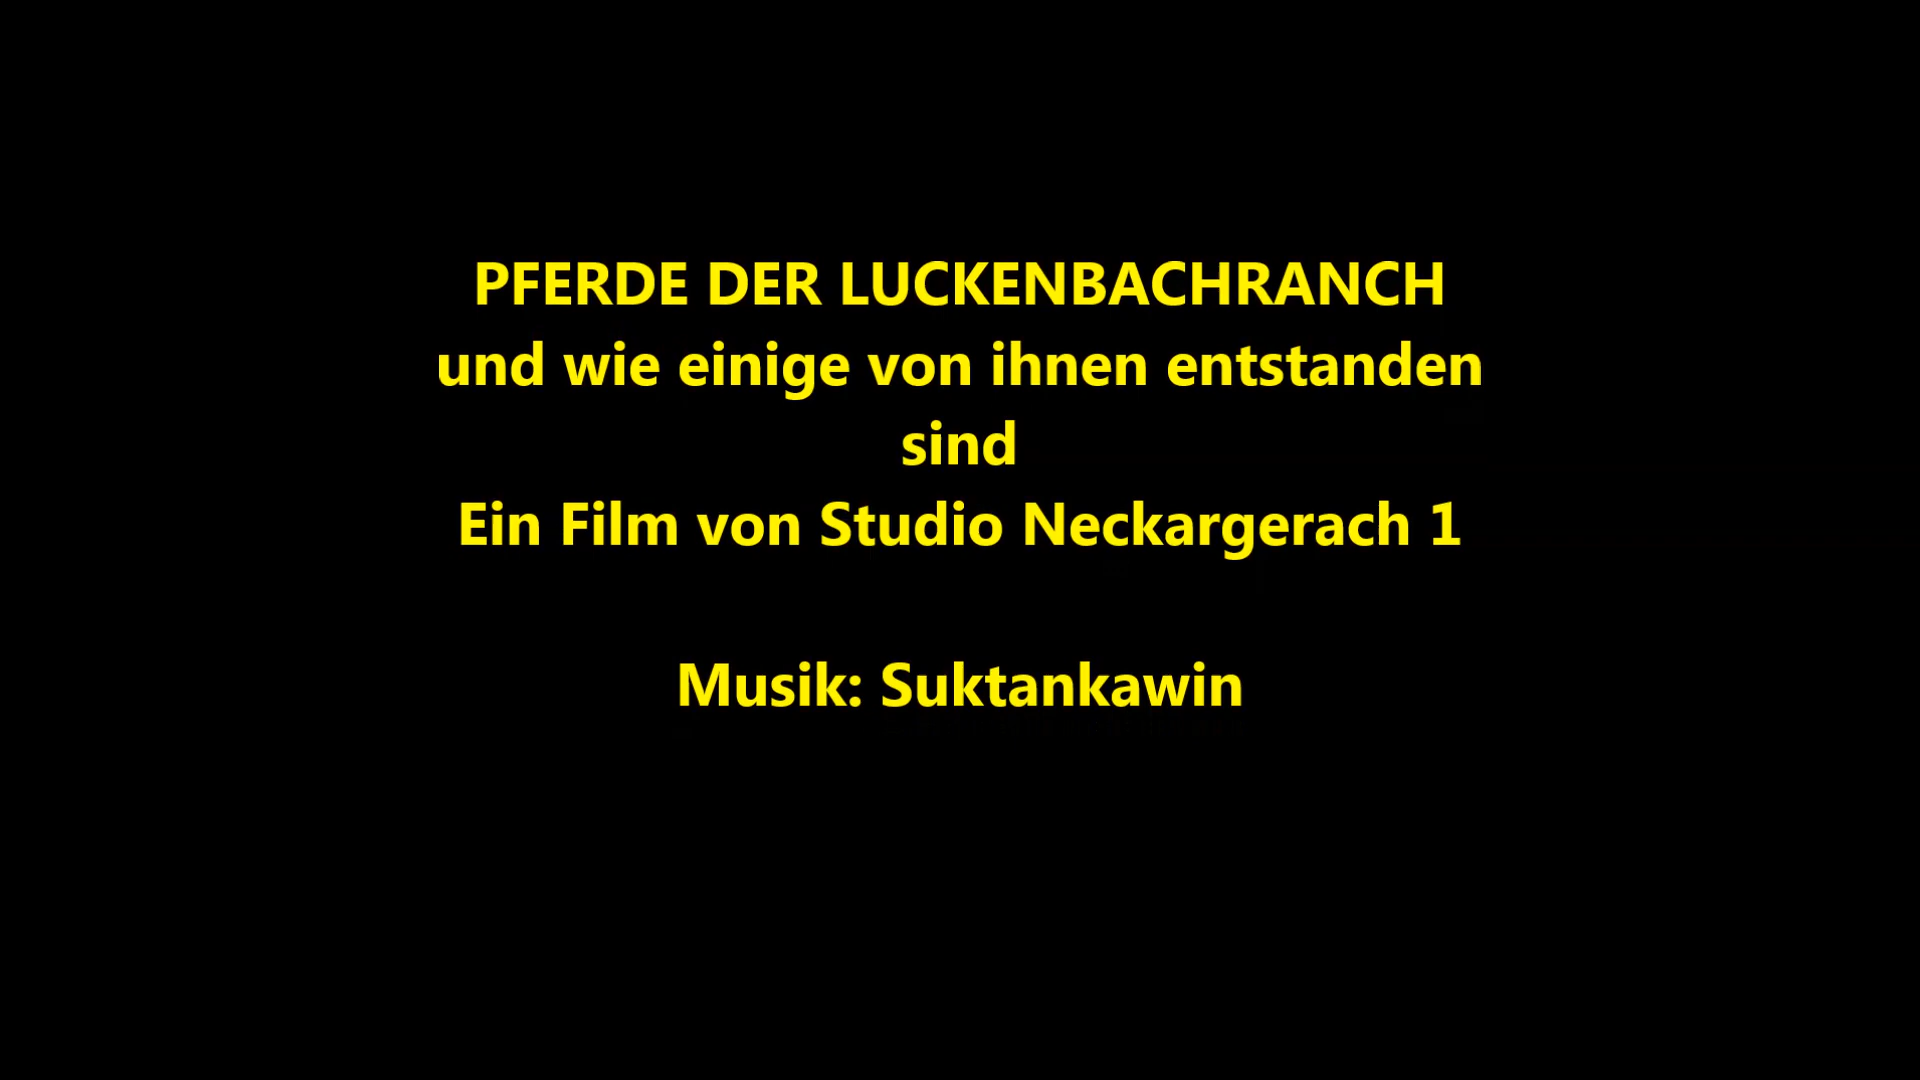 PFERDE DER LUCKENBACHRANCH
und wie einige von ihnen entstanden
sind
Ein Film von Studio Neckargerach 1
Musik: Suktankawin